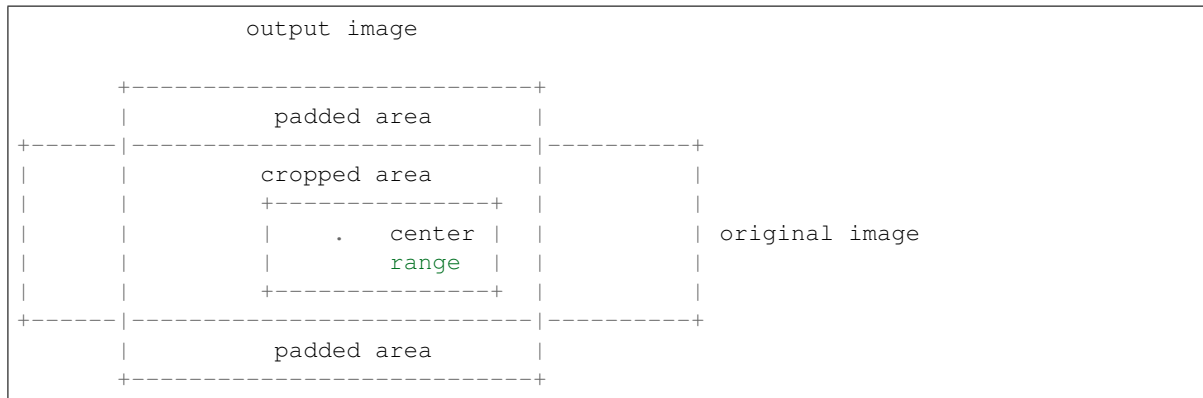 output image
+----------------------------+
|          padded area       |
+------|----------------------------|----------+
|      |         cropped area       |          |
|      |         +---------------+  |          |
|      |         |    .   center |  |          | original image
|      |         |        range  |  |          |
|      |         +---------------+  |          |
+------|----------------------------|----------+
|          padded area       |
+----------------------------+